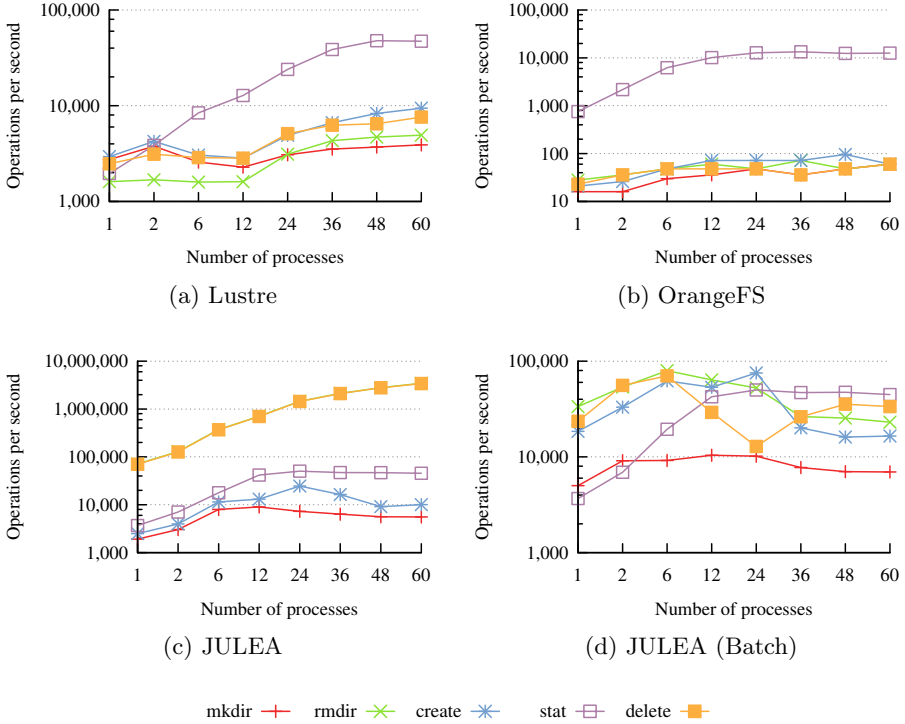 100,000
10,000
1,000
Operations per second
1 2 6 12 24 36 48 60
Number of processes
(a) Lustre
100,000
10,000
1,000
100
10
Operations per second
1 2 6 12 24 36 48 60
Number of processes
(b) OrangeFS
10,000,000
1,000,000
100,000
10,000
1,000
Operations per second
1 2 6 12 24 36 48 60
Number of processes
(c) JULEA
100,000
10,000
1,000
Operations per second
1 2 6 12 24 36 48 60
Number of processes
(d) JULEA (Batch)
mkdir rmdir create stat delete